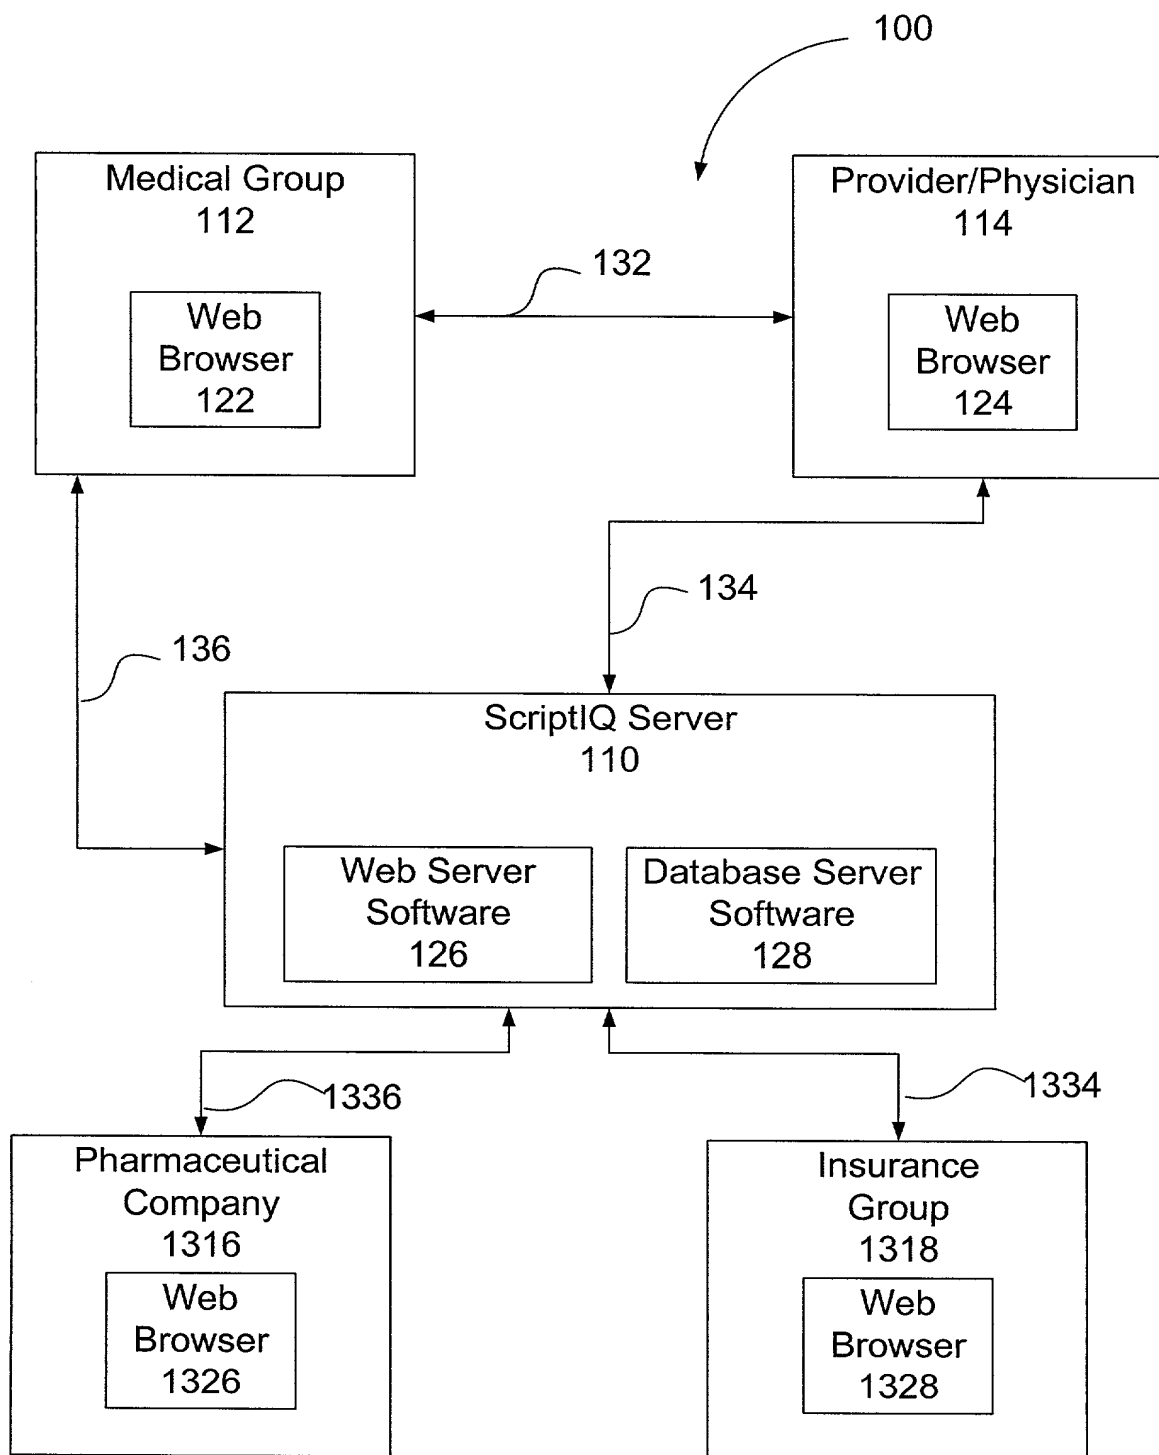 100
Medical Group
112
Provider/Physician
114
132
Web
Browser
122
Web
Browser
124
134
136
ScriptIQ Server
110
Web Server
Software
126
Database Server
Software
128
1336
1334
Pharmaceutical
Company
1316
Insurance
Group
1318
Web
Browser
1326
Web
Browser
1328